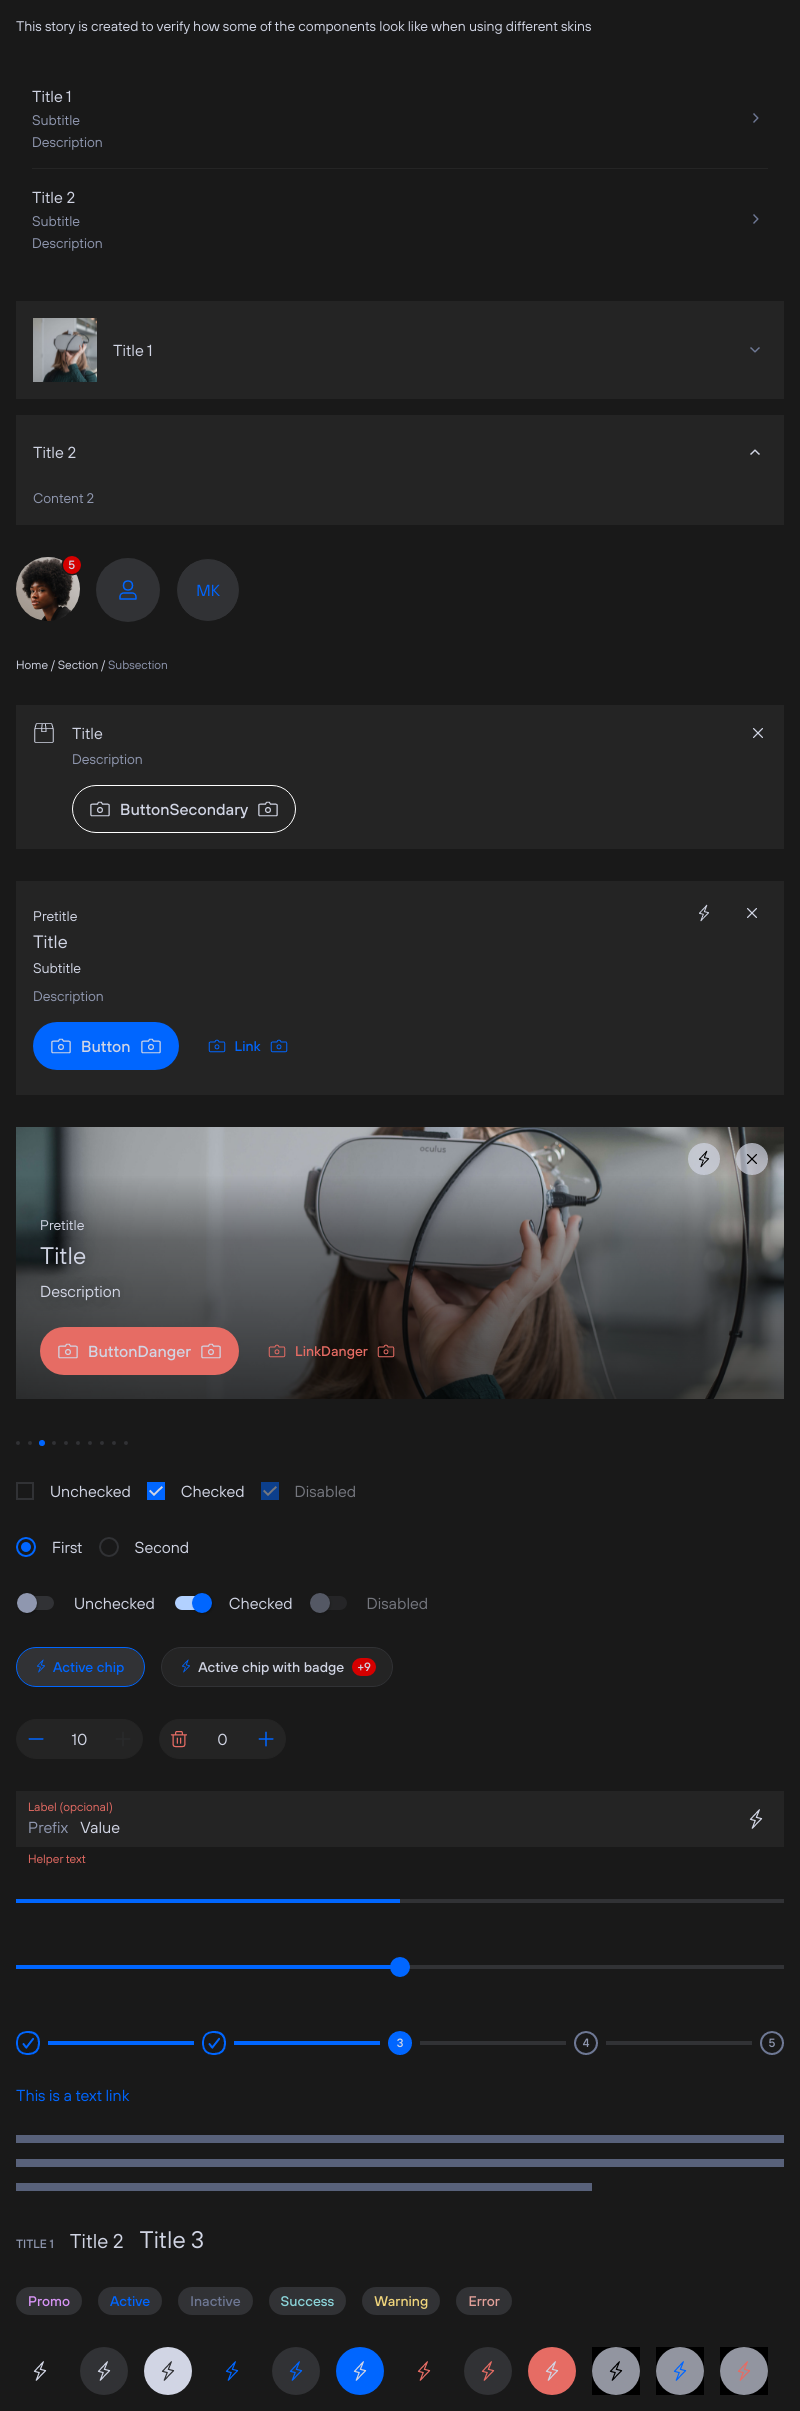 This story is created to verify how some of the components look like when using different skins
Title 1
Subtitle
Description
Title 2
Subtitle
Description
Title 1
Title 2
Content 2
5
MK
Home / Section / Subsection
Title
Description
ButtonSecondary
Pretitle
Title
Subtitle
Description
Button Link
oculus
Pretitle
Title
Description
ButtonDanger LinkDanger
Unchecked Checked Disabled
First Second
Unchecked Checked Disabled
Active chip Active chip with badge +9
10 0
Label (opcional)
Prefix Value
Helper text
3 4 5
This is a text link
TITLE 1 Title 2 Title 3
Promo Active Inactive Success Warning Error